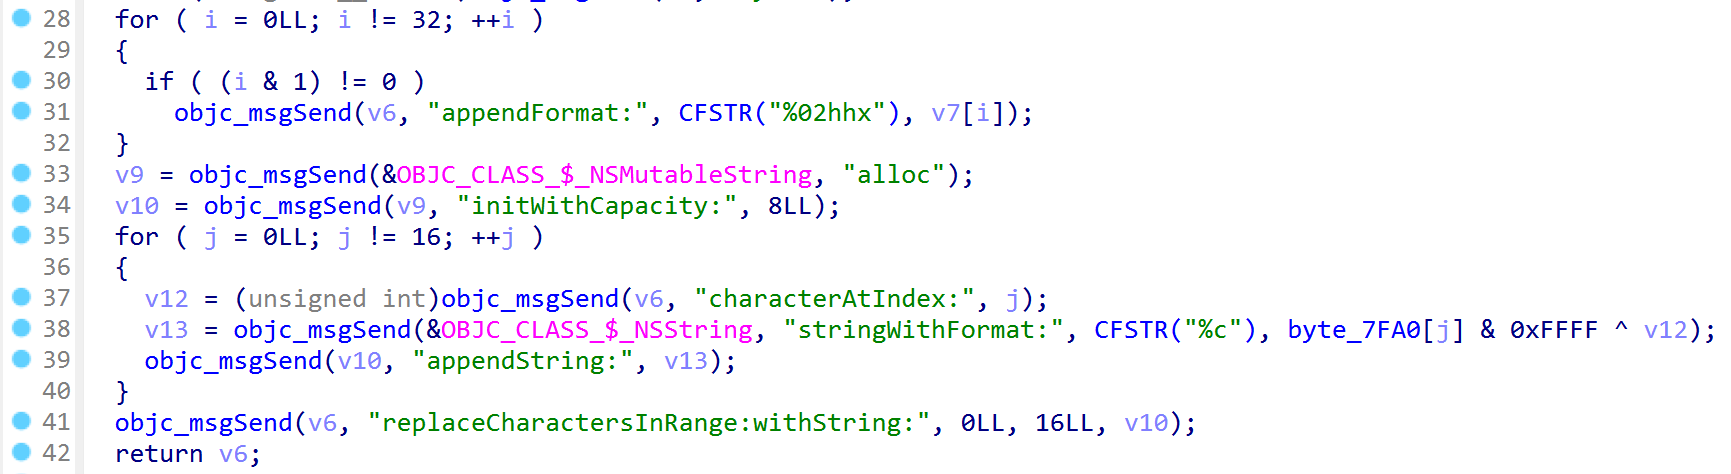 28 for ( i = 0LL; i != 32; ++i )
29 {
30 if ( (i & 1) != 0 )
31 objc_msgSend(v6, "appendFormat:", CFSTR("%02hhx"), v7[i]);
32 }
33 v9 = objc_msgSend(&OBJC_CLASS_$_NSMutableString, "alloc");
34 v10 = objc_msgSend(v9, "initWithCapacity:", 8LL);
35 for ( j = 0LL; j != 16; ++j )
36 {
37 v12 = (unsigned int)objc_msgSend(v6, "characterAtIndex:", j);
38 v13 = objc_msgSend(&OBJC_CLASS_$_NSString, "stringWithFormat:", CFSTR("%c"), byte_7FA0[j] & 0xFFFF ^ v12);
39 objc_msgSend(v10, "appendString:", v13);
40 }
41 objc_msgSend(v6, "replaceCharactersInRange:withString:", 0LL, 16LL, v10);
42 return v6;